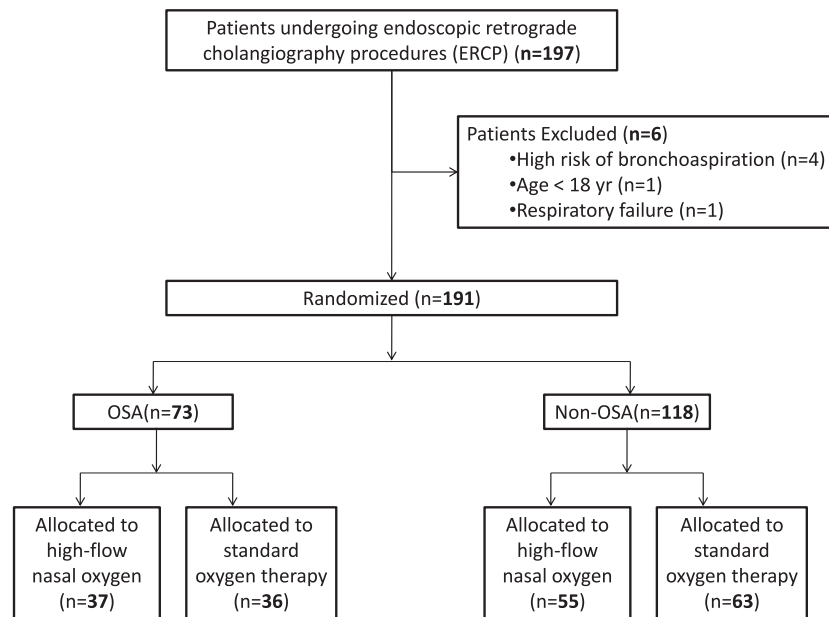 Patients undergoing endoscopic retrograde
cholangiography procedures (ERCP) (n=197)
Patients Excluded (n=6)
•High risk of bronchoaspiration (n=4)
•Age < 18 yr (n=1)
•Respiratory failure (n=1)
Randomized (n=191)
OSA(n=73)
Non-OSA(n=118)
Allocated to
high-flow
nasal oxygen
(n=37)
Allocated to
standard
oxygen therapy
(n=36)
Allocated to
high-flow
nasal oxygen
(n=55)
Allocated to
standard
oxygen therapy
(n=63)